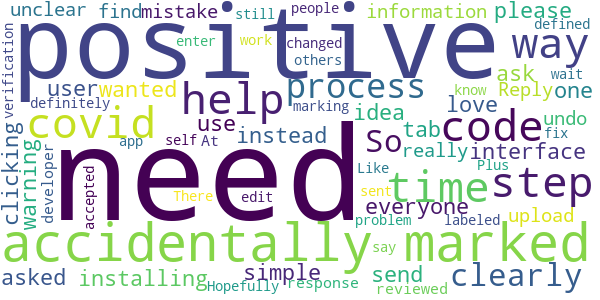 unclear find mistake still people information please
positive
enter work changed others defined way
verification user wanted help process ask Reply one wait
definitely marking idea love know
covid use instead So tab code undo
clicking warning developer app self At really interface fix
need
accepted There edit everyone Like Plus sent time step
problem labeled upload
accidentally marked
say
asked installing simple send clearly
Hopefully response reviewed